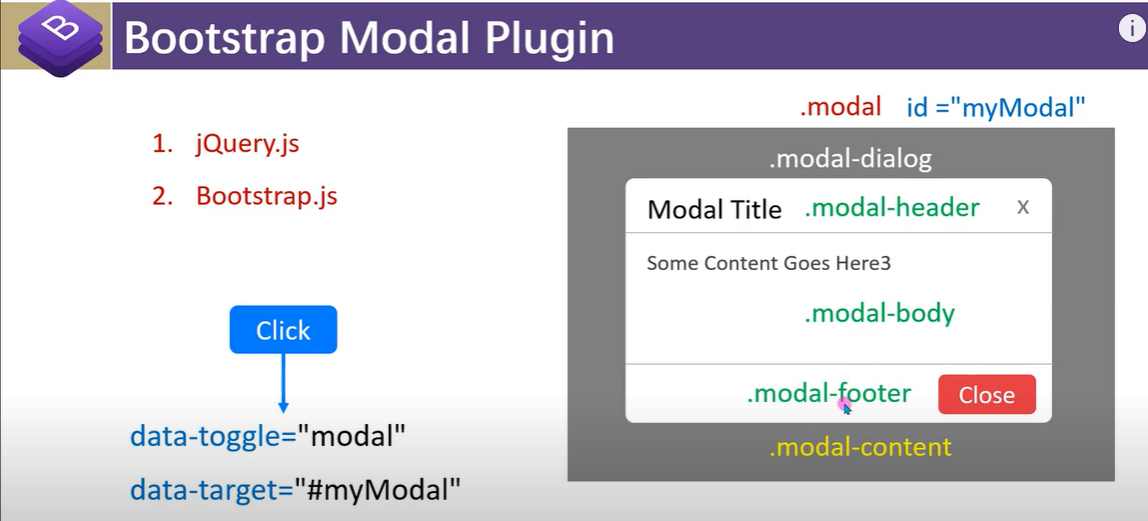 B
Bootstrap Modal Plugin
i
1. jQuery.js
2. Bootstrap.js
Click
data-toggle="modal"
data-target="#myModal"
.modal id ="myModal"
.modal-dialog
Modal Title .modal-header x
Some Content Goes Here3
.modal-body
.modal-footer Close
.modal-content